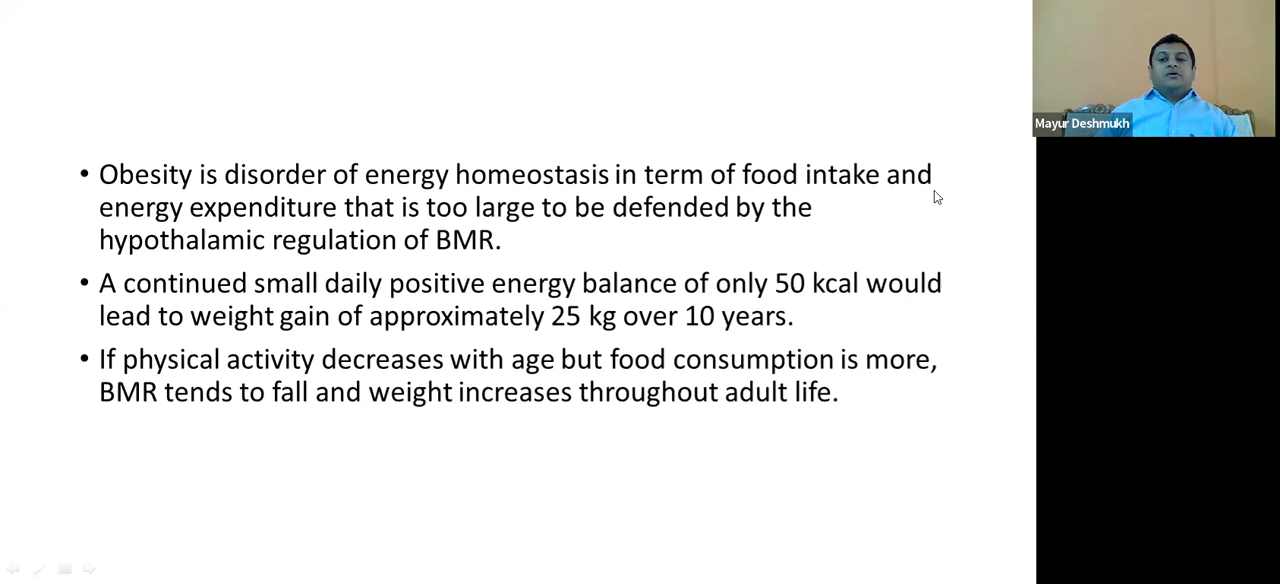 • Obesity is disorder of energy homeostasis in term of food intake and
energy expenditure that is too large to be defended by the
hypothalamic regulation of BMR.
• A continued small daily positive energy balance of only 50 kcal would
lead to weight gain of approximately 25 kg over 10 years.
• If physical activity decreases with age but food consumption is more,
BMR tends to fall and weight increases throughout adult life.
Mayur Deshmukh